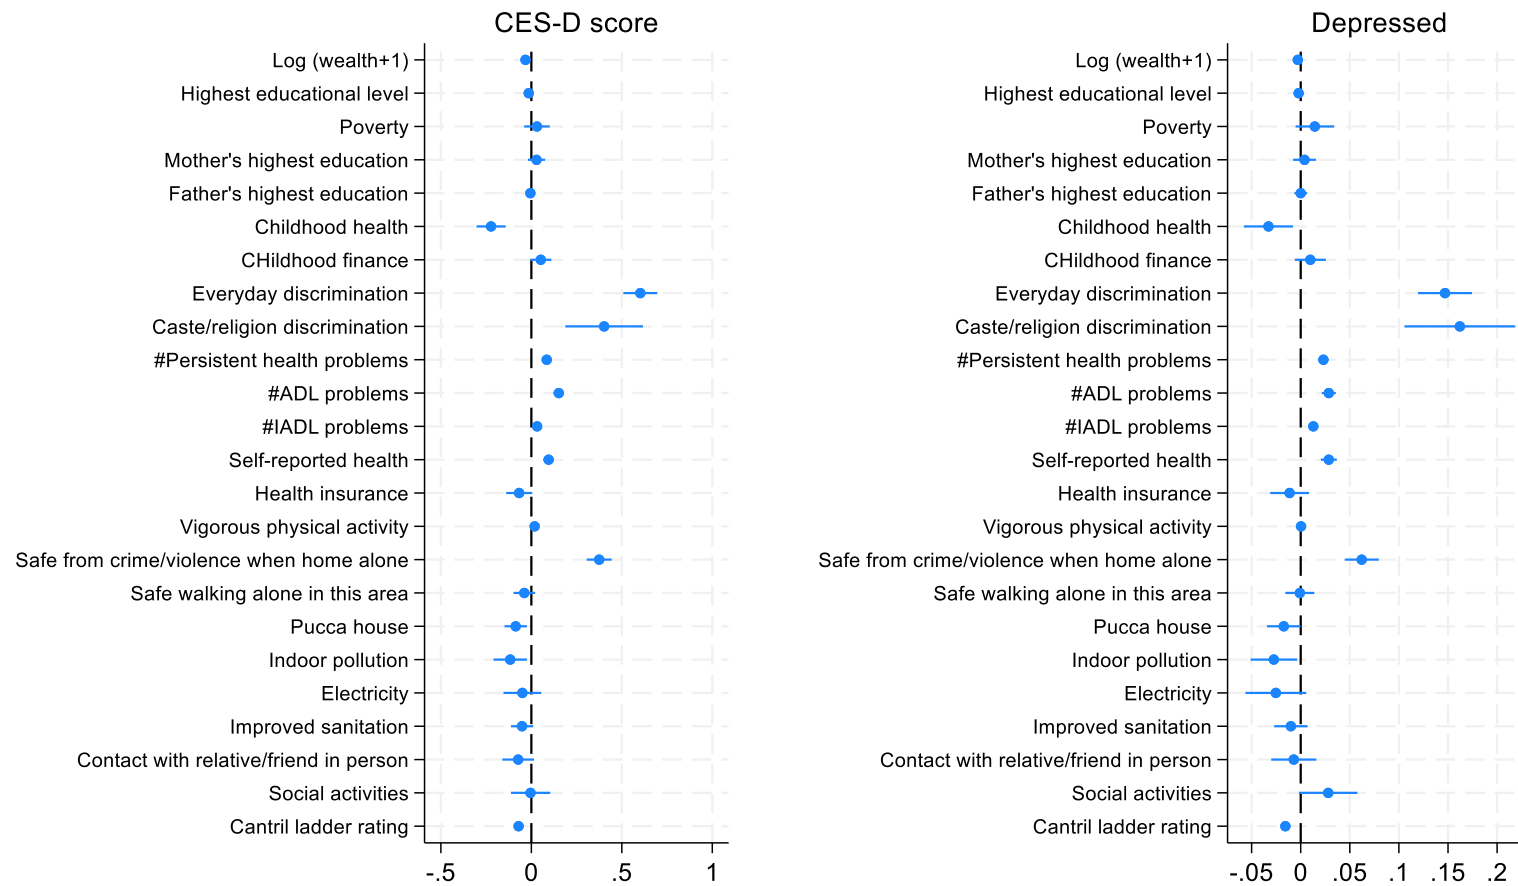 CES-D score
Log (wealth+1)
Highest educational level
Poverty
Mother's highest education
Father's highest education
Childhood health
CHildhood finance
Everyday discrimination
Caste/religion discrimination
#Persistent health problems
#ADL problems
#IADL problems
Self-reported health
Health insurance
Vigorous physical activity
Safe from crime/violence when home alone
Safe walking alone in this area
Pucca house
Indoor pollution
Electricity
Improved sanitation
Contact with relative/friend in person
Social activities
Cantril ladder rating
-.5 0 .5 1
Depressed
Log (wealth+1)
Highest educational level
Poverty
Mother's highest education
Father's highest education
Childhood health
CHildhood finance
Everyday discrimination
Caste/religion discrimination
#Persistent health problems
#ADL problems
#IADL problems
Self-reported health
Health insurance
Vigorous physical activity
Safe from crime/violence when home alone
Safe walking alone in this area
Pucca house
Indoor pollution
Electricity
Improved sanitation
Contact with relative/friend in person
Social activities
Cantril ladder rating
-.05 0 .05 .1 .15 .2